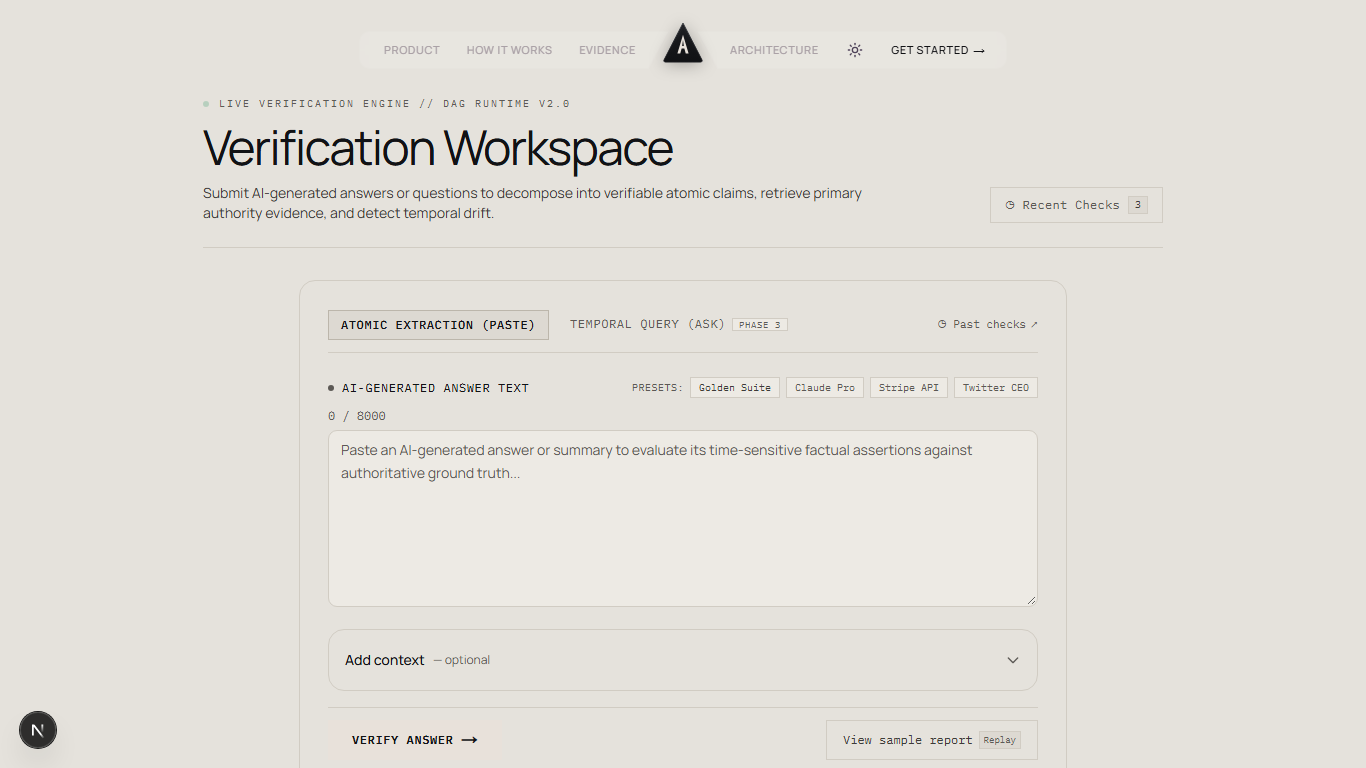 PRODUCT HOW IT WORKS EVIDENCE A ARCHITECTURE GET STARTED →
LIVE VERIFICATION ENGINE // DAG RUNTIME V2.0
Verification Workspace
Submit AI-generated answers or questions to decompose into verifiable atomic claims, retrieve primary
authority evidence, and detect temporal drift.
Recent Checks 3
ATOMIC EXTRACTION (PASTE) TEMPORAL QUERY (ASK) PHASE 3 Past checks ↗
AI-GENERATED ANSWER TEXT PRESETS: Golden Suite Claude Pro Stripe API Twitter CEO
0 / 8000
Paste an AI-generated answer or summary to evaluate its time-sensitive factual assertions against
authoritative ground truth...
Add context — optional
VERIFY ANSWER → View sample report Replay
N